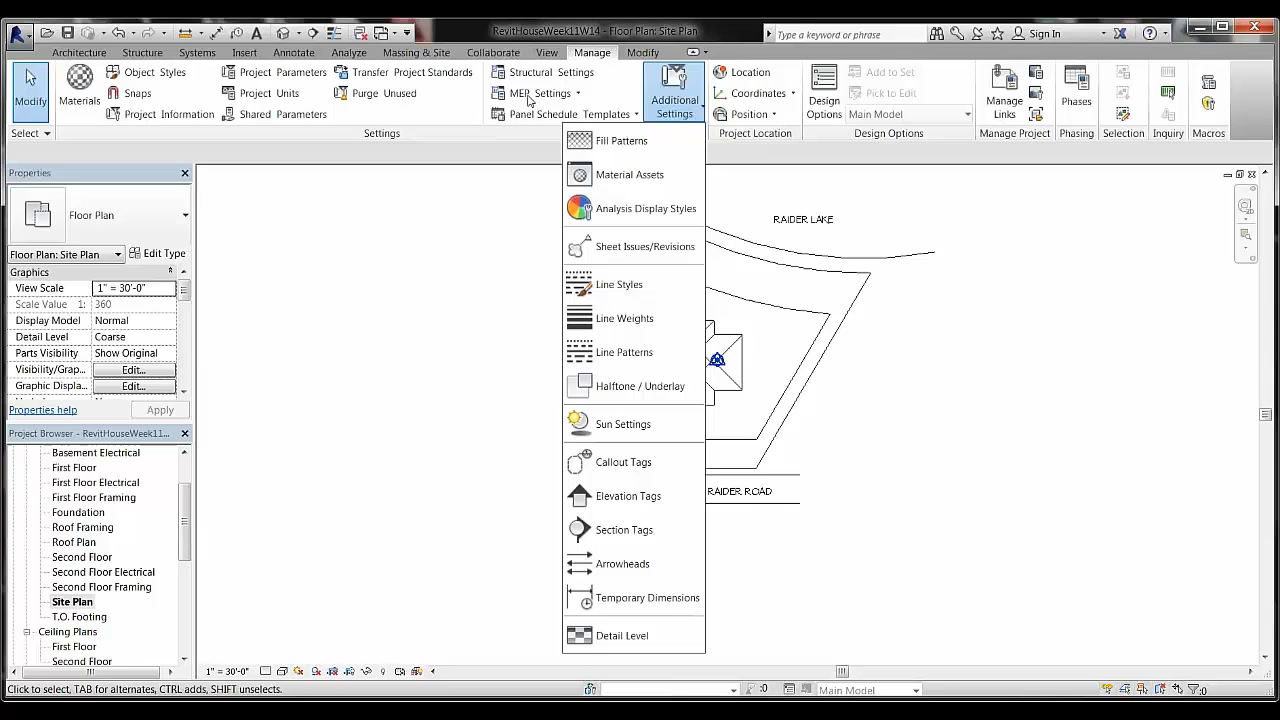 RevitHouseWeek11W14 - Floor Plan: Site Plan
Type a keyword or phrase
Sign In
Architecture Structure Systems Insert Annotate Analyze Massing & Site Collaborate View Manage Modify
Modify
Materials
Object Styles
Snaps
Project Information
Project Parameters
Project Units
Shared Parameters
Transfer Project Standards
Purge Unused
Structural Settings
MEP Settings
Panel Schedule Templates
Additional Settings
Location
Coordinates
Position
Design Options
Add to Set
Pick to Edit
Main Model
Manage Links
Phases
Select Settings Project Location Design Options Manage Project Phasing Selection Inquiry Macros
Properties
Floor Plan
Floor Plan: Site Plan Edit Type
Graphics
View Scale 1" = 30'-0"
Scale Value 1: 360
Display Model Normal
Detail Level Coarse
Parts Visibility Show Original
Visibility/Grap... Edit...
Graphic Displa... Edit...
Properties help Apply
Project Browser - RevitHouseWeek11...
Basement Electrical
First Floor
First Floor Electrical
First Floor Framing
Foundation
Roof Framing
Roof Plan
Second Floor
Second Floor Electrical
Second Floor Framing
Site Plan
T.O. Footing
Ceiling Plans
First Floor
Second Floor
Fill Patterns
Material Assets
Analysis Display Styles
Sheet Issues/Revisions
Line Styles
Line Weights
Line Patterns
Halftone / Underlay
Sun Settings
Callout Tags
Elevation Tags
Section Tags
Arrowheads
Temporary Dimensions
Detail Level
RAIDER LAKE
RAIDER ROAD
1" = 30'-0"
Click to select, TAB for alternates, CTRL adds, SHIFT unselects.
:0
Main Model
:0